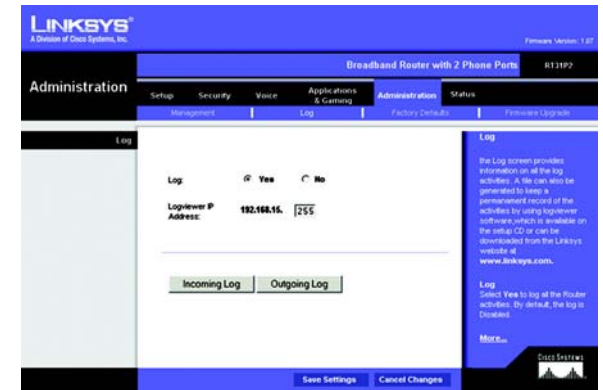 LINKSYS®
A Division of Cisco Systems, Inc.
Firmware Version: 1.07
Broadband Router with 2 Phone Ports
RT31P2
Administration
Setup
Security
Voice
Applications
& Gaming
Administration
Status
Management
Log
Factory Defaults
Firmware Upgrade
Log
Log:
Yes
No
Logviewer IP
Address:
192.168.15.
255
Incoming Log
Outgoing Log
Log
the Log screen provides
information on all the log
activities. A file can also be
generated to keep a
permanament record of the
activities by using logviewer
software,which is available on
the setup CD or can be
downloaded from the Linksys
website at
www.linksys.com.
Log
Select Yes to log all the Router
activities. By default, the log is
Disabled.
More...
Save Settings
Cancel Changes
CISCO SYSTEMS